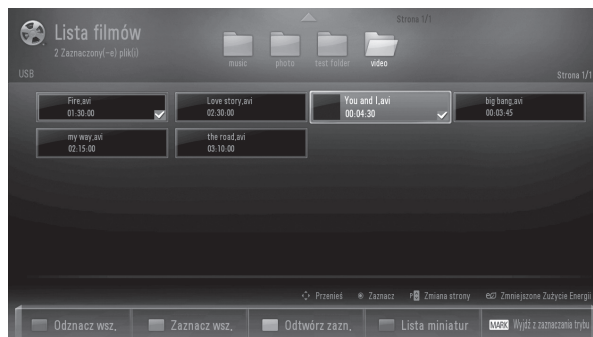 Lista filmów
Strona 1/1
2 Zaznaczony(-e) plik(i)
music photo test folder video
USB
Strona 1/1
Fire,avi
01:30:00
Love story,avi
02:30:00
You and I,avi
00:04:30
big bang,avi
00:03:45
my way,avi
02:15:00
the road,avi
03:10:00
Przenieś Zaznacz P Zmiana strony Zmniejszone Zużycie Energii
Odznacz wsz. Zaznacz wsz. Odtwórz zazn. Lista miniatur MARK Wyjdź z zaznaczania trybu